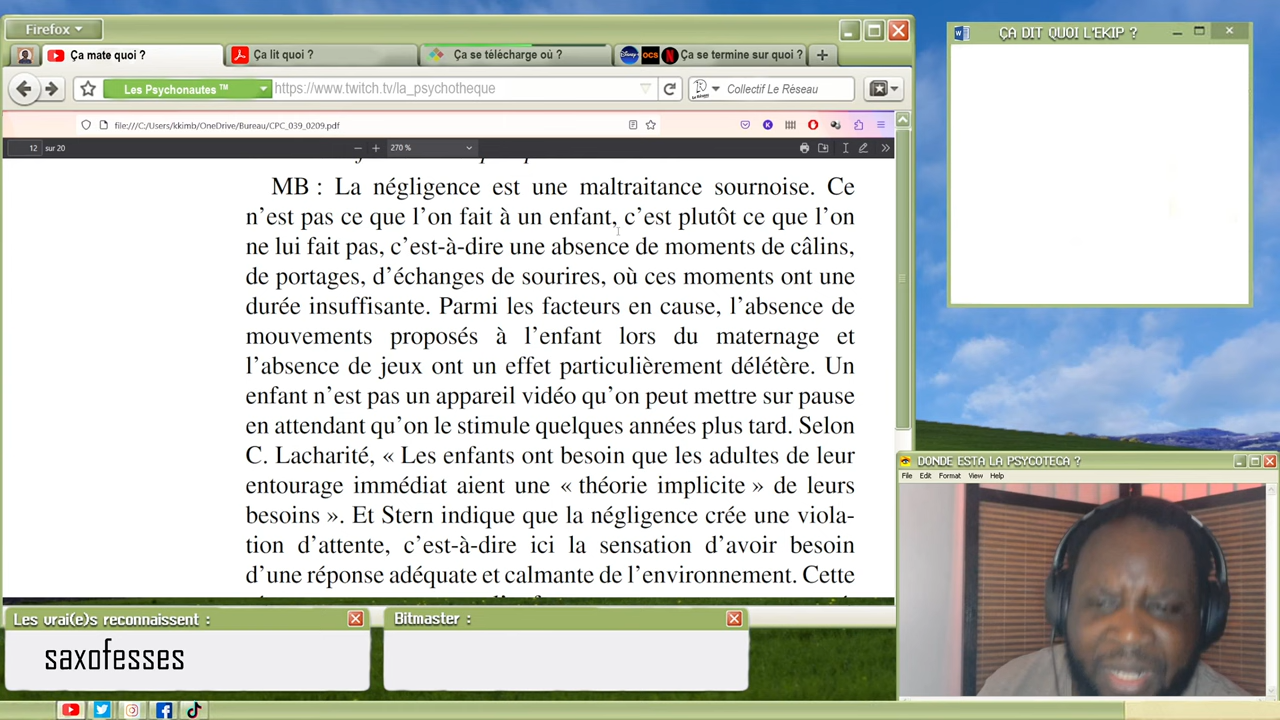 Firefox
Ça mate quoi ?
Ça lit quoi ?
Ça se télécharge où ?
Disney+
OCS
Ça se termine sur quoi ?
Les Psychonautes ™
https://www.twitch.tv/la_psychotheque
Collectif Le Réseau
file:///C:/Users/kkimb/OneDrive/Bureau/CPC_039_0209.pdf
12 sur 20
270 %
MB : La négligence est une maltraitance sournoise. Ce
n’est pas ce que l’on fait à un enfant, c’est plutôt ce que l’on
ne lui fait pas, c’est-à-dire une absence de moments de câlins,
de portages, d’échanges de sourires, où ces moments ont une
durée insuffisante. Parmi les facteurs en cause, l’absence de
mouvements proposés à l’enfant lors du maternage et
l’absence de jeux ont un effet particulièrement délétère. Un
enfant n’est pas un appareil vidéo qu’on peut mettre sur pause
en attendant qu’on le stimule quelques années plus tard. Selon
C. Lacharité, « Les enfants ont besoin que les adultes de leur
entourage immédiat aient une « théorie implicite » de leurs
besoins ». Et Stern indique que la négligence crée une viola-
tion d’attente, c’est-à-dire ici la sensation d’avoir besoin
d’une réponse adéquate et calmante de l’environnement. Cette
ÇA DIT QUOI L'EKIP ?
DONDE ESTA LA PSYCOTECA ?
File Edit Format View Help
Les vrai(e)s reconnaissent :
saxofesses
Bitmaster :